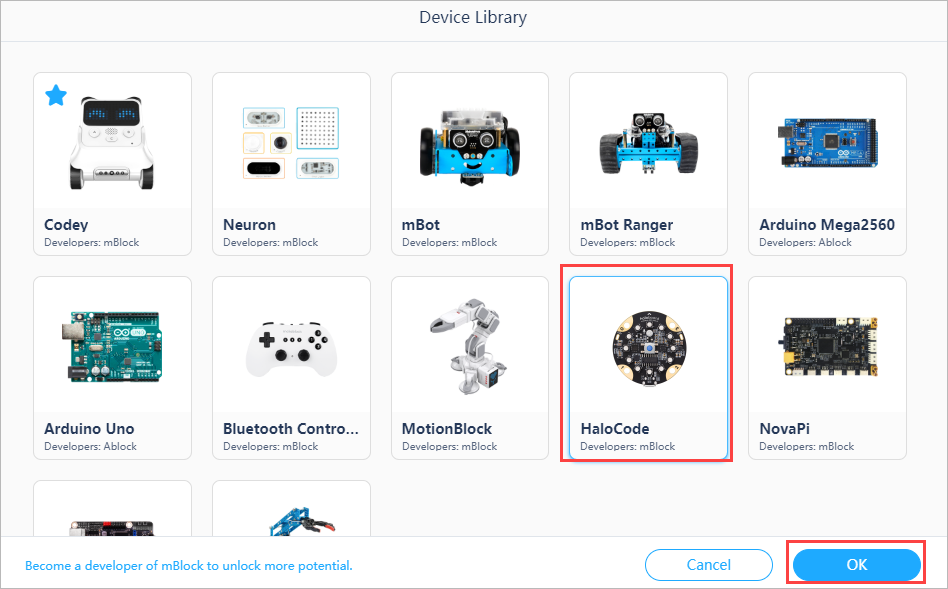 Device Library
Codey
Developers: mBlock
Neuron
Developers: mBlock
mBot
Developers: mBlock
mBot Ranger
Developers: mBlock
Arduino Mega2560
Developers: Ablock
Arduino Uno
Developers: Ablock
Bluetooth Contro...
Developers: mBlock
MotionBlock
Developers: mBlock
HaloCode
Developers: mBlock
NovaPi
Developers: mBlock
Become a developer of mBlock to unlock more potential.
Cancel
OK